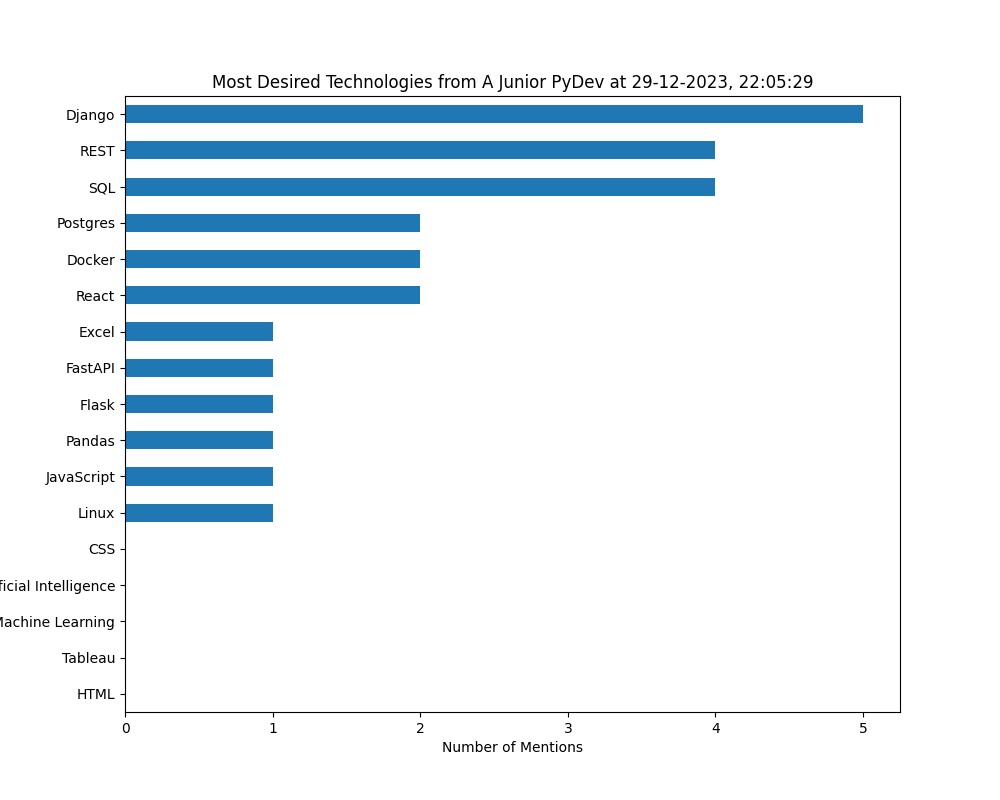 Most Desired Technologies from A Junior PyDev at 29-12-2023, 22:05:29
Django
REST
SQL
Postgres
Docker
React
Excel
FastAPI
Flask
Pandas
JavaScript
Linux
CSS
ficial Intelligence
Machine Learning
Tableau
HTML
0 1 2 3 4 5
Number of Mentions